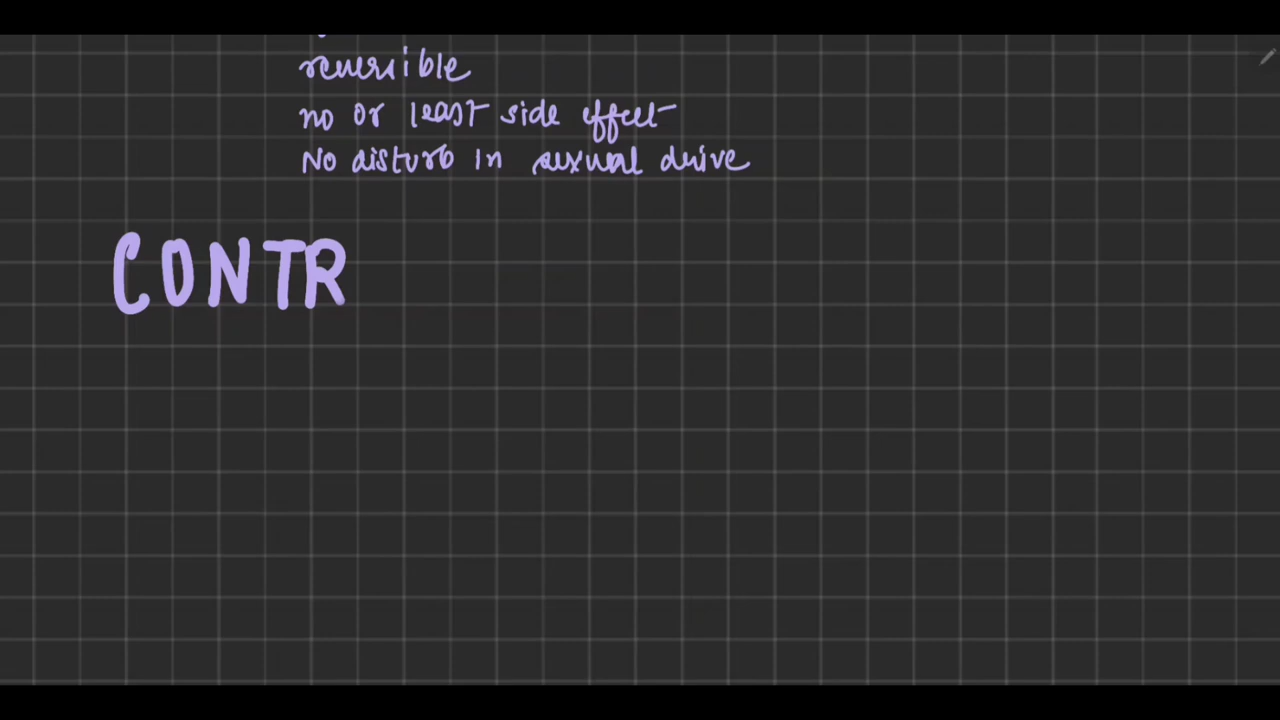 reversible
no or least side effect
No disturb in sexual drive
CONTR